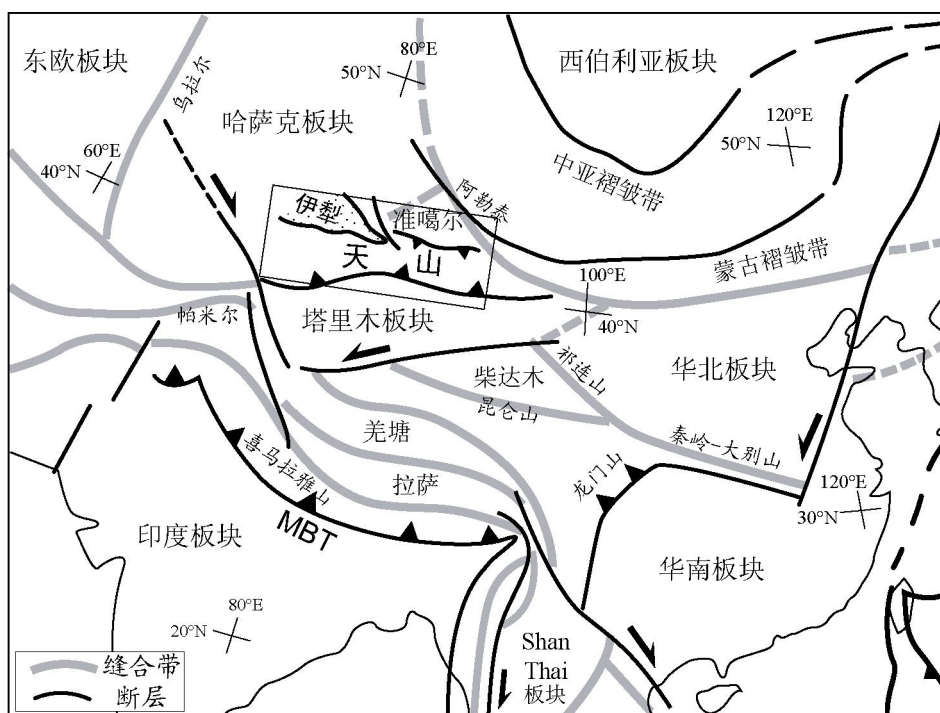 东欧板块
乌拉尔
80°E
50°N
西伯利亚板块
哈萨克板块
120°E
50°N
60°E
40°N
中亚褶皱带
阿勒泰
伊犁
准噶尔
天山
蒙古褶皱带
100°E
40°N
帕米尔
塔里木板块
柴达木
祁连山
华北板块
昆仑山
羌塘
秦岭-大别山
喜马拉雅山
拉萨
龙门山
120°E
30°N
MBT
印度板块
华南板块
80°E
20°N
Shan
Thai
板块
缝合带
断层